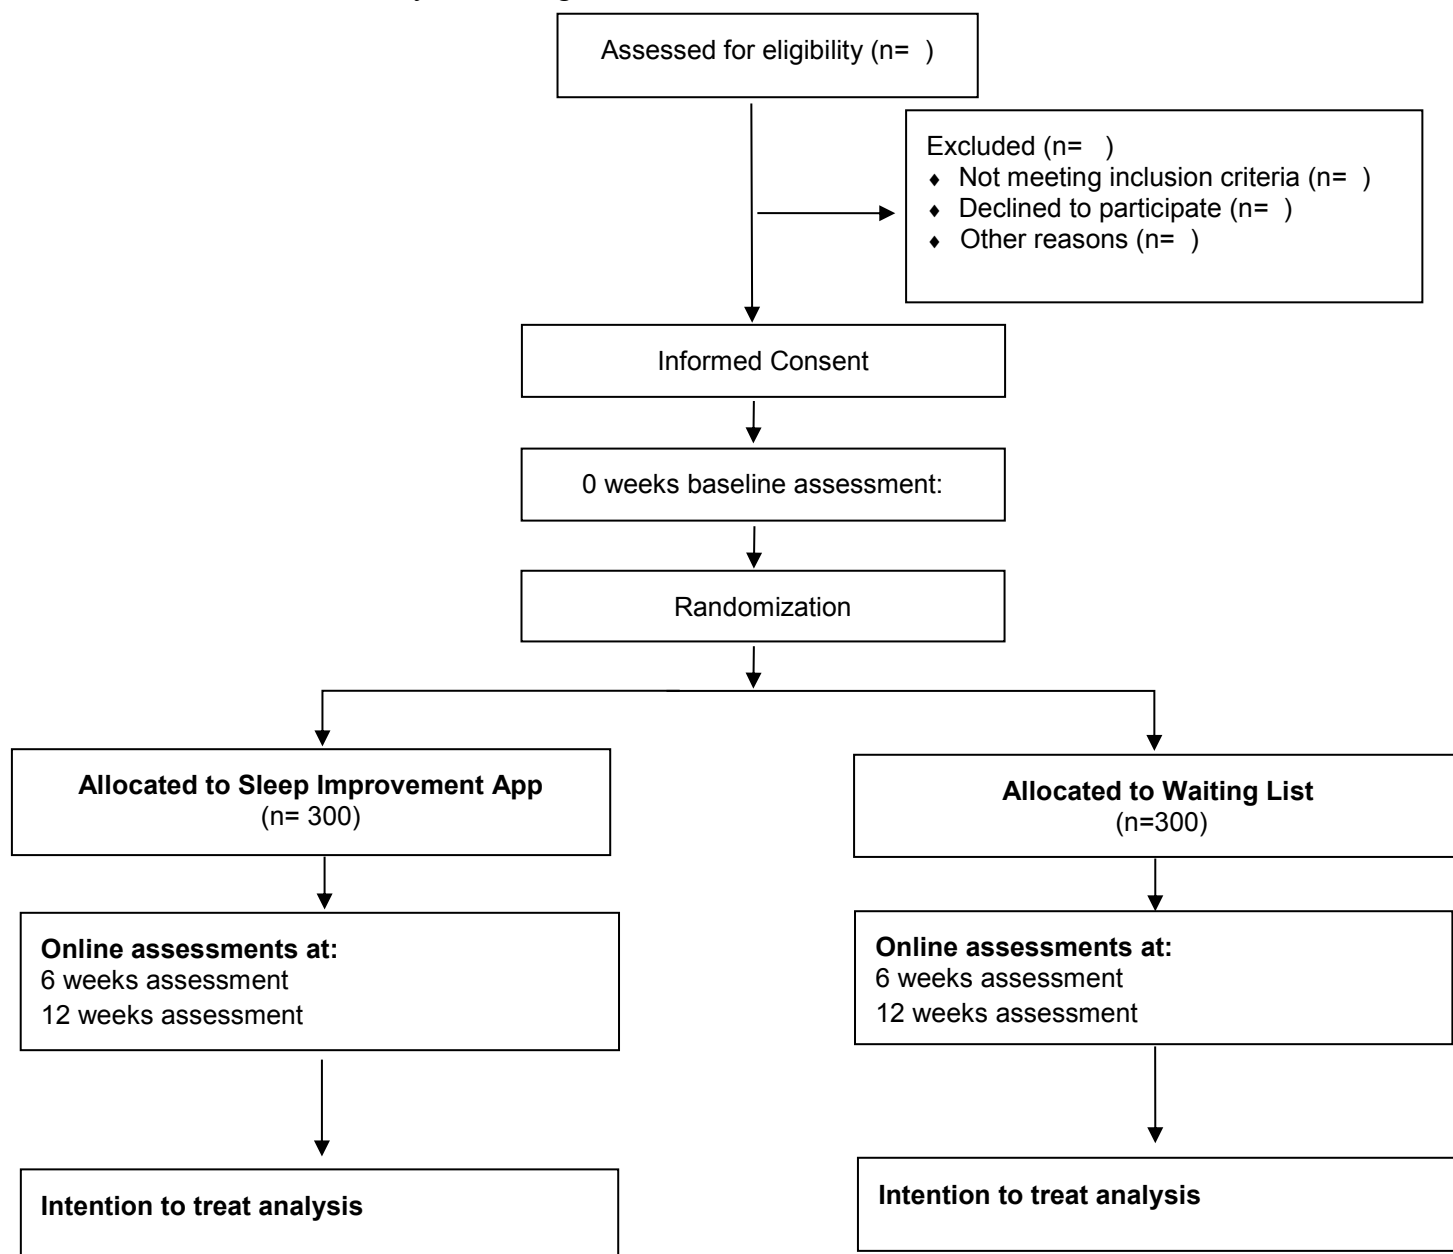 Assessed for eligibility (n=  )
Excluded (n=   )
♦ Not meeting inclusion criteria (n=  )
♦ Declined to participate (n=  )
♦ Other reasons (n=  )
Informed Consent
0 weeks baseline assessment:
Randomization
Allocated to Sleep Improvement App
(n= 300)
Allocated to Waiting List
(n=300)
Online assessments at:
6 weeks assessment
12 weeks assessment
Online assessments at:
6 weeks assessment
12 weeks assessment
Intention to treat analysis
Intention to treat analysis